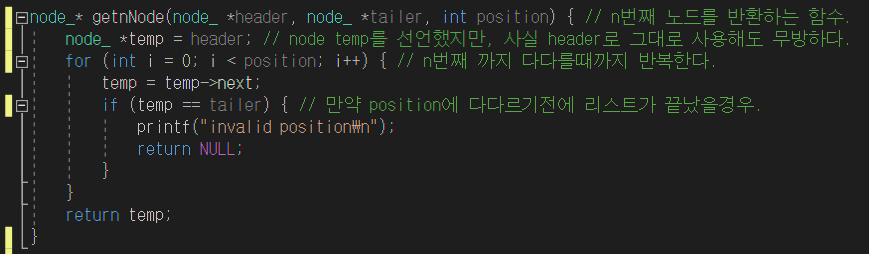 node_* getnNode(node_ *header, node_ *tailer, int position) { // n번째 노드를 반환하는 함수.
node_ *temp = header; // node temp를 선언했지만, 사실 header로 그대로 사용해도 무방하다.
for (int i = 0; i < position; i++) { // n번째 까지 다다를때까지 반복한다.
temp = temp->next;
if (temp == tailer) { // 만약 position에 다다르기전에 리스트가 끝났을경우.
printf("invalid position₩n");
return NULL;
}
}
return temp;
}